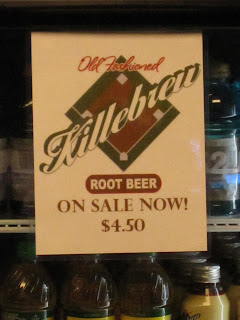 Old Fashioned
Killebrew
ROOT BEER
ON SALE NOW!
$4.50